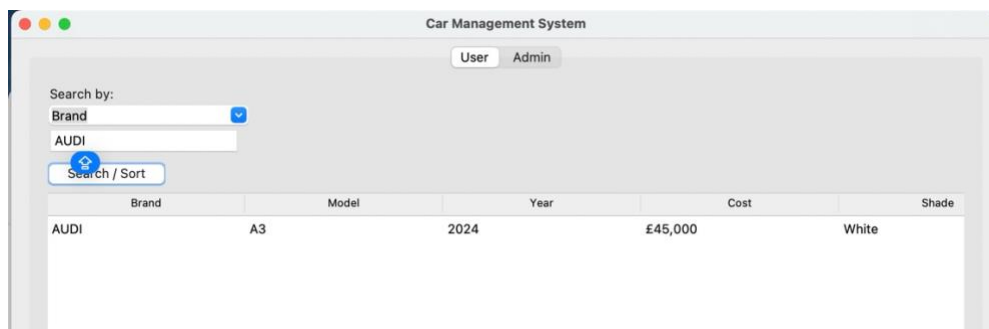 Car Management System
User Admin
Search by:
Brand
AUDI
Search / Sort
Brand Model Year Cost Shade
AUDI A3 2024 £45,000 White